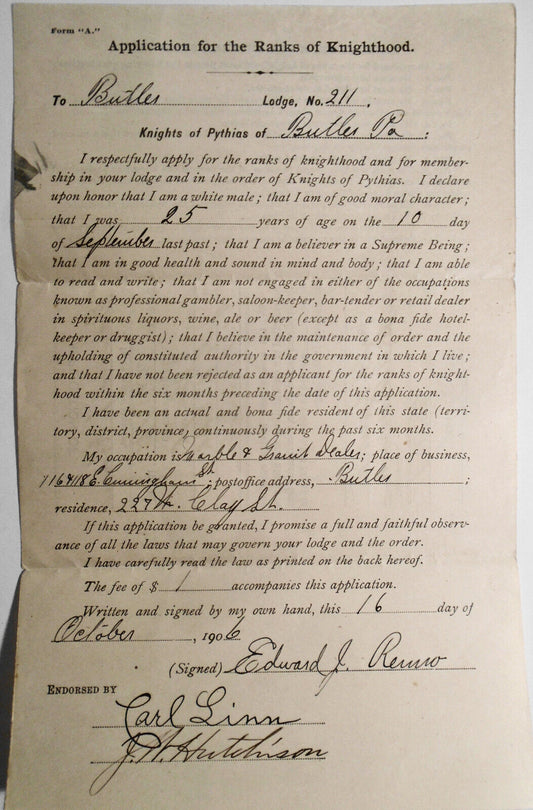 Form "A."
Application for the Ranks of Knighthood.
To Butler Lodge, No. 211,
Knights of Pythias of Butler Pa :
I respectfully apply for the ranks of knighthood and for member-
ship in your lodge and in the order of Knights of Pythias. I declare
upon honor that I am a white male; that I am of good moral character;
that I was 25 years of age on the 10 day
of September last past; that I am a believer in a Supreme Being;
that I am in good health and sound in mind and body; that I am able
to read and write; that I am not engaged in either of the occupations
known as professional gambler, saloon-keeper, bar-tender or retail dealer
in spirituous liquors, wine, ale or beer (except as a bona fide hotel-
keeper or druggist); that I believe in the maintenance of order and the
upholding of constituted authority in the government in which I live;
and that I have not been rejected as an applicant for the ranks of knight-
hood within the six months preceding the date of this application.
I have been an actual and bona fide resident of this state (terri-
tory, district, province) continuously during the past six months.
My occupation is Marble & Granit Dealer; place of business,
116 & 118 E. Cuningham St.; postoffice address, Butler ;
residence, 227 W. Clay St.
If this application be granted, I promise a full and faithful observ-
ance of all the laws that may govern your lodge and the order.
I have carefully read the law as printed on the back hereof.
The fee of $ 1 accompanies this application.
Written and signed by my own hand, this 16 day of
October , 1906
(Signed) Edward J. Renno
Endorsed by
Carl Linn
J. W. Hutchison